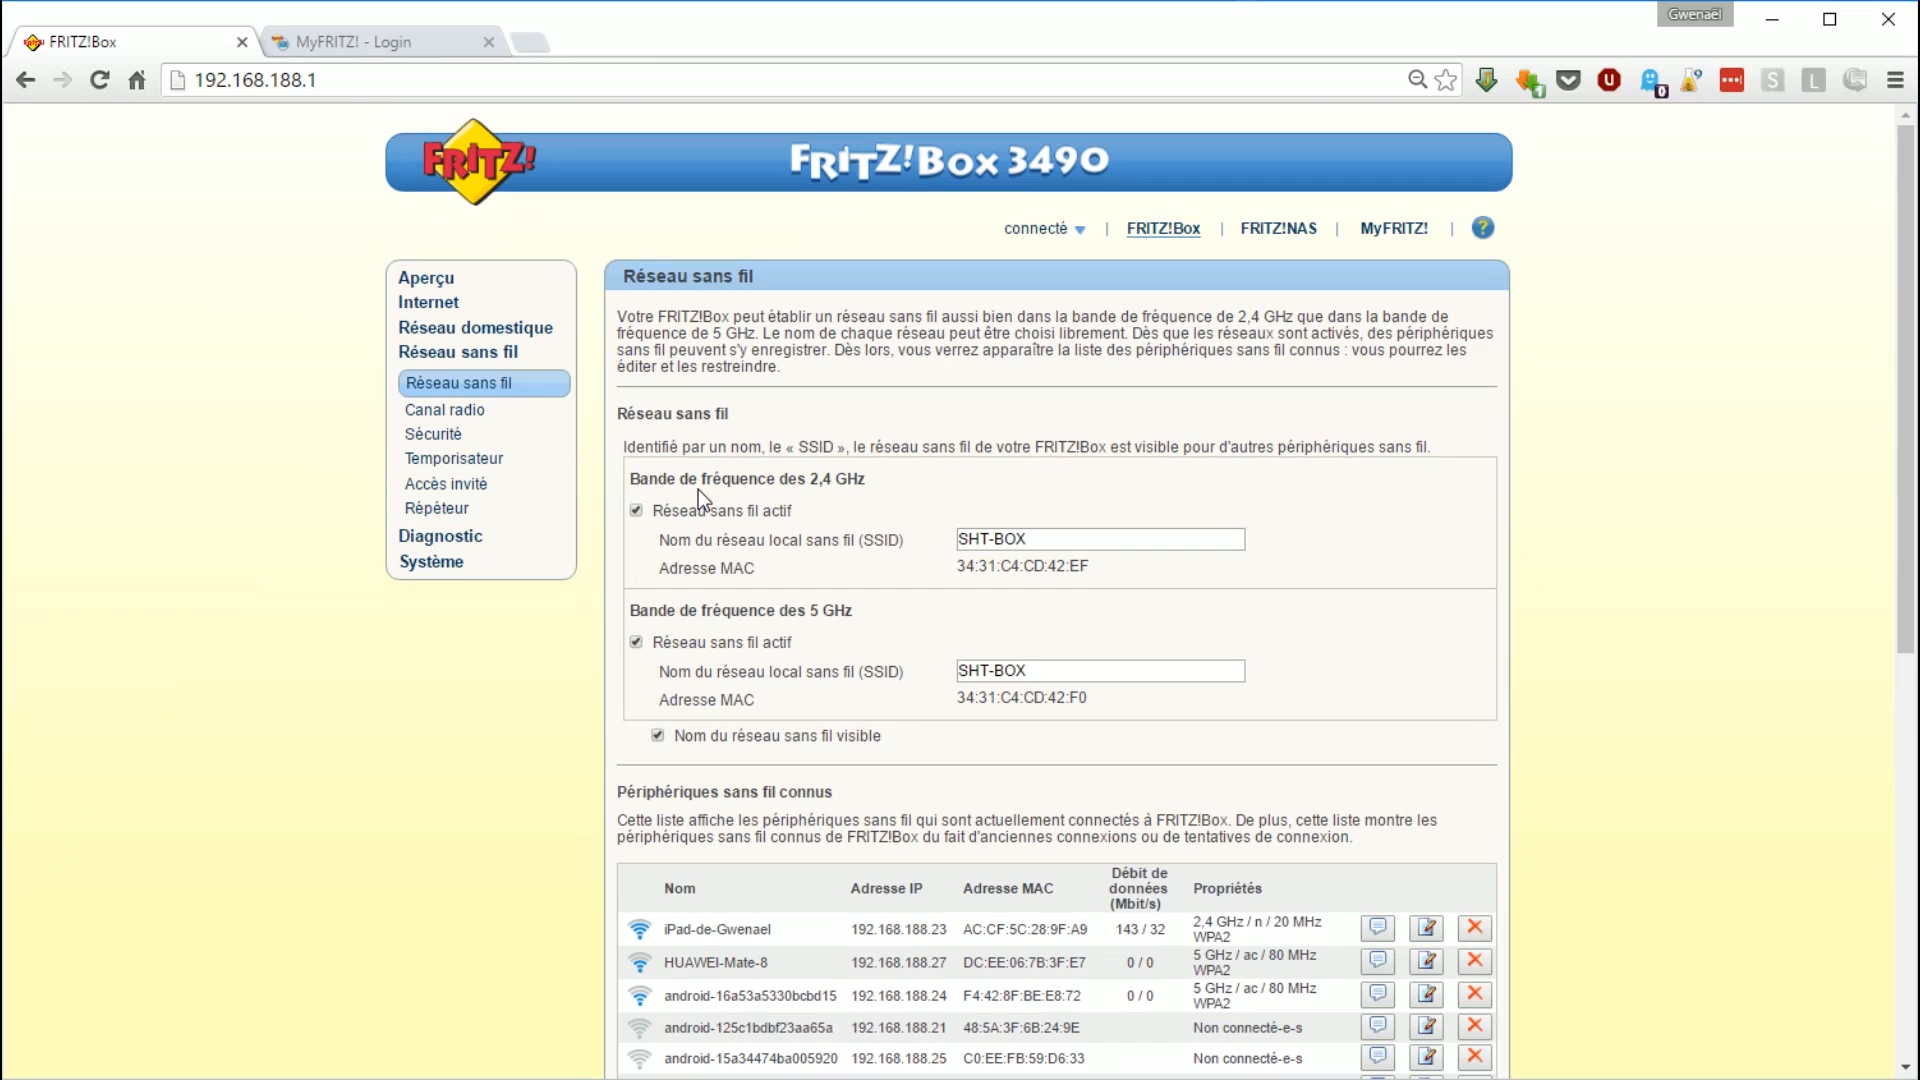 Gwenaël
FRITZ!Box
MyFRITZ! - Login
192.168.188.1
FRITZ!
FRITZ!Box 3490
connecté | FRITZ!Box | FRITZ!NAS | MyFRITZ! |
Aperçu
Internet
Réseau domestique
Réseau sans fil
Réseau sans fil
Canal radio
Sécurité
Temporisateur
Accès invité
Répéteur
Diagnostic
Système
Réseau sans fil
Votre FRITZ!Box peut établir un réseau sans fil aussi bien dans la bande de fréquence de 2,4 GHz que dans la bande de
fréquence de 5 GHz. Le nom de chaque réseau peut être choisi librement. Dès que les réseaux sont activés, des périphériques
sans fil peuvent s'y enregistrer. Dès lors, vous verrez apparaître la liste des périphériques sans fil connus : vous pourrez les
éditer et les restreindre.
Réseau sans fil
Identifié par un nom, le « SSID », le réseau sans fil de votre FRITZ!Box est visible pour d'autres périphériques sans fil.
Bande de fréquence des 2,4 GHz
Réseau sans fil actif
Nom du réseau local sans fil (SSID) SHT-BOX
Adresse MAC 34:31:C4:CD:42:EF
Bande de fréquence des 5 GHz
Réseau sans fil actif
Nom du réseau local sans fil (SSID) SHT-BOX
Adresse MAC 34:31:C4:CD:42:F0
Nom du réseau sans fil visible
Périphériques sans fil connus
Cette liste affiche les périphériques sans fil qui sont actuellement connectés à FRITZ!Box. De plus, cette liste montre les
périphériques sans fil connus de FRITZ!Box du fait d'anciennes connexions ou de tentatives de connexion.
Nom Adresse IP Adresse MAC Débit de données (Mbit/s) Propriétés
iPad-de-Gwenael 192.168.188.23 AC:CF:5C:28:9F:A9 143 / 32 2,4 GHz / n / 20 MHz
WPA2
HUAWEI-Mate-8 192.168.188.27 DC:EE:06:7B:3F:E7 0 / 0 5 GHz / ac / 80 MHz
WPA2
android-16a53a5330bcbd15 192.168.188.24 F4:42:8F:BE:E8:72 0 / 0 5 GHz / ac / 80 MHz
WPA2
android-125c1bdbf23aa65a 192.168.188.21 48:5A:3F:6B:24:9E Non connecté-e-s
android-15a34474ba005920 192.168.188.25 C0:EE:FB:59:D6:33 Non connecté-e-s